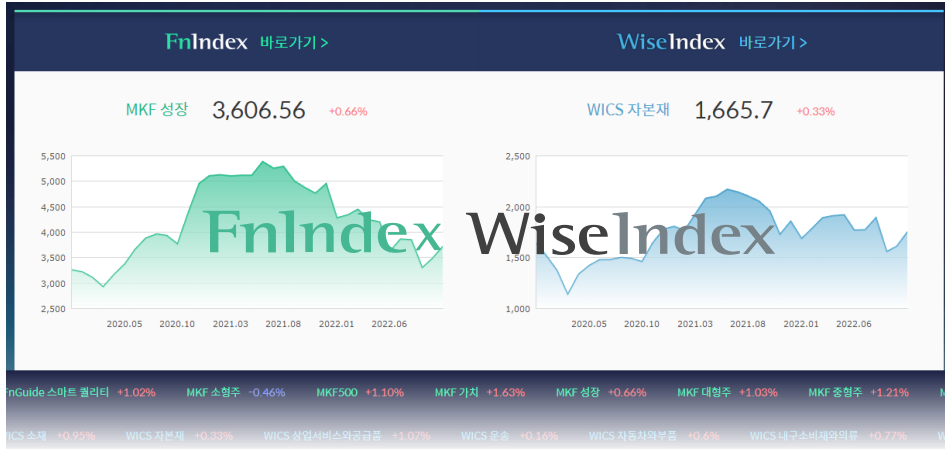 FnIndex 바로가기 >
WiseIndex 바로가기 >
MKF 성장 3,606.56 +0.66%
WICS 자본재 1,665.7 +0.33%
5,500
5,000
4,500
4,000
3,500
3,000
2,500
2020.05 2020.10 2021.03 2021.08 2022.01 2022.06
FnIndex
2,500
2,000
1,500
1,000
2020.05 2020.10 2021.03 2021.08 2022.01 2022.06
WiseIndex
FnGuide 스마트 퀄리티 +1.02% MKF 소형주 -0.46% MKF500 +1.10% MKF 가치 +1.63% MKF 성장 +0.66% MKF 대형주 +1.03% MKF 중형주 +1.21%
WICS 소재 +0.95% WICS 자본재 +0.33% WICS 상업서비스와공급품 +1.07% WICS 운송 +0.16% WICS 자동차와부품 +0.6% WICS 내구소비재와의류 +0.77%